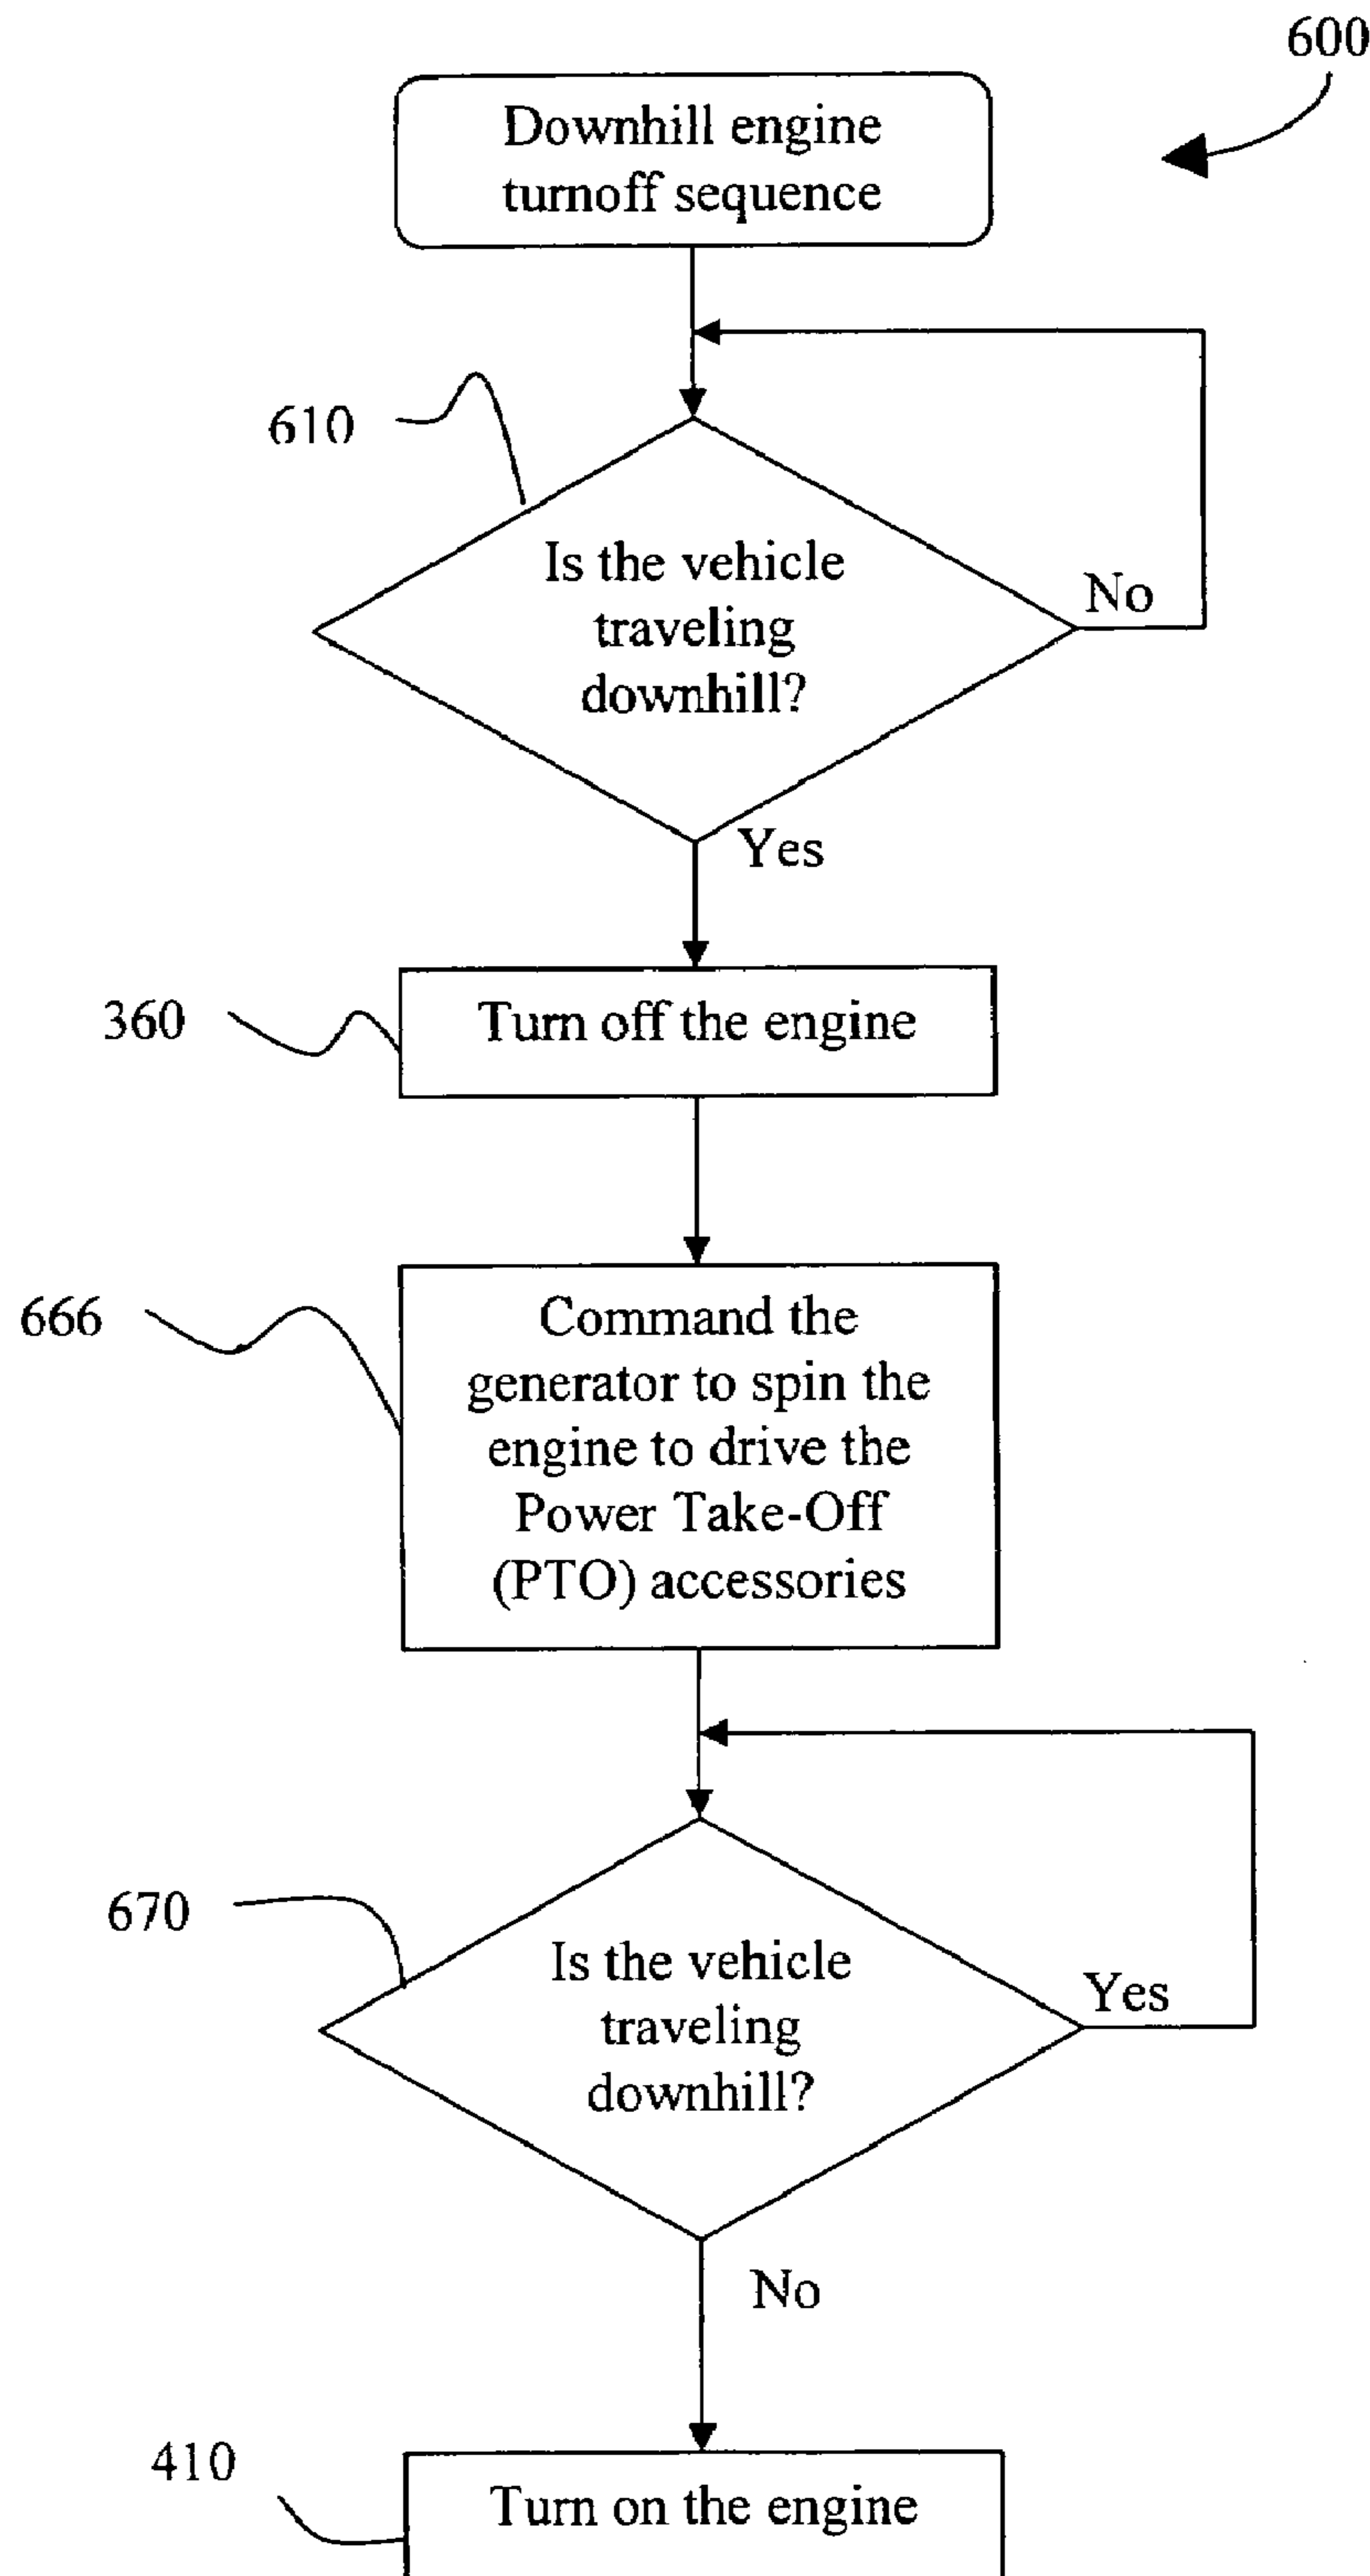 600
Downhill engine
turnoff sequence
610
Is the vehicle
traveling
downhill?
No
Yes
360
Turn off the engine
666
Command the
generator to spin the
engine to drive the
Power Take-Off
(PTO) accessories
670
Is the vehicle
traveling
downhill?
Yes
No
410
Turn on the engine